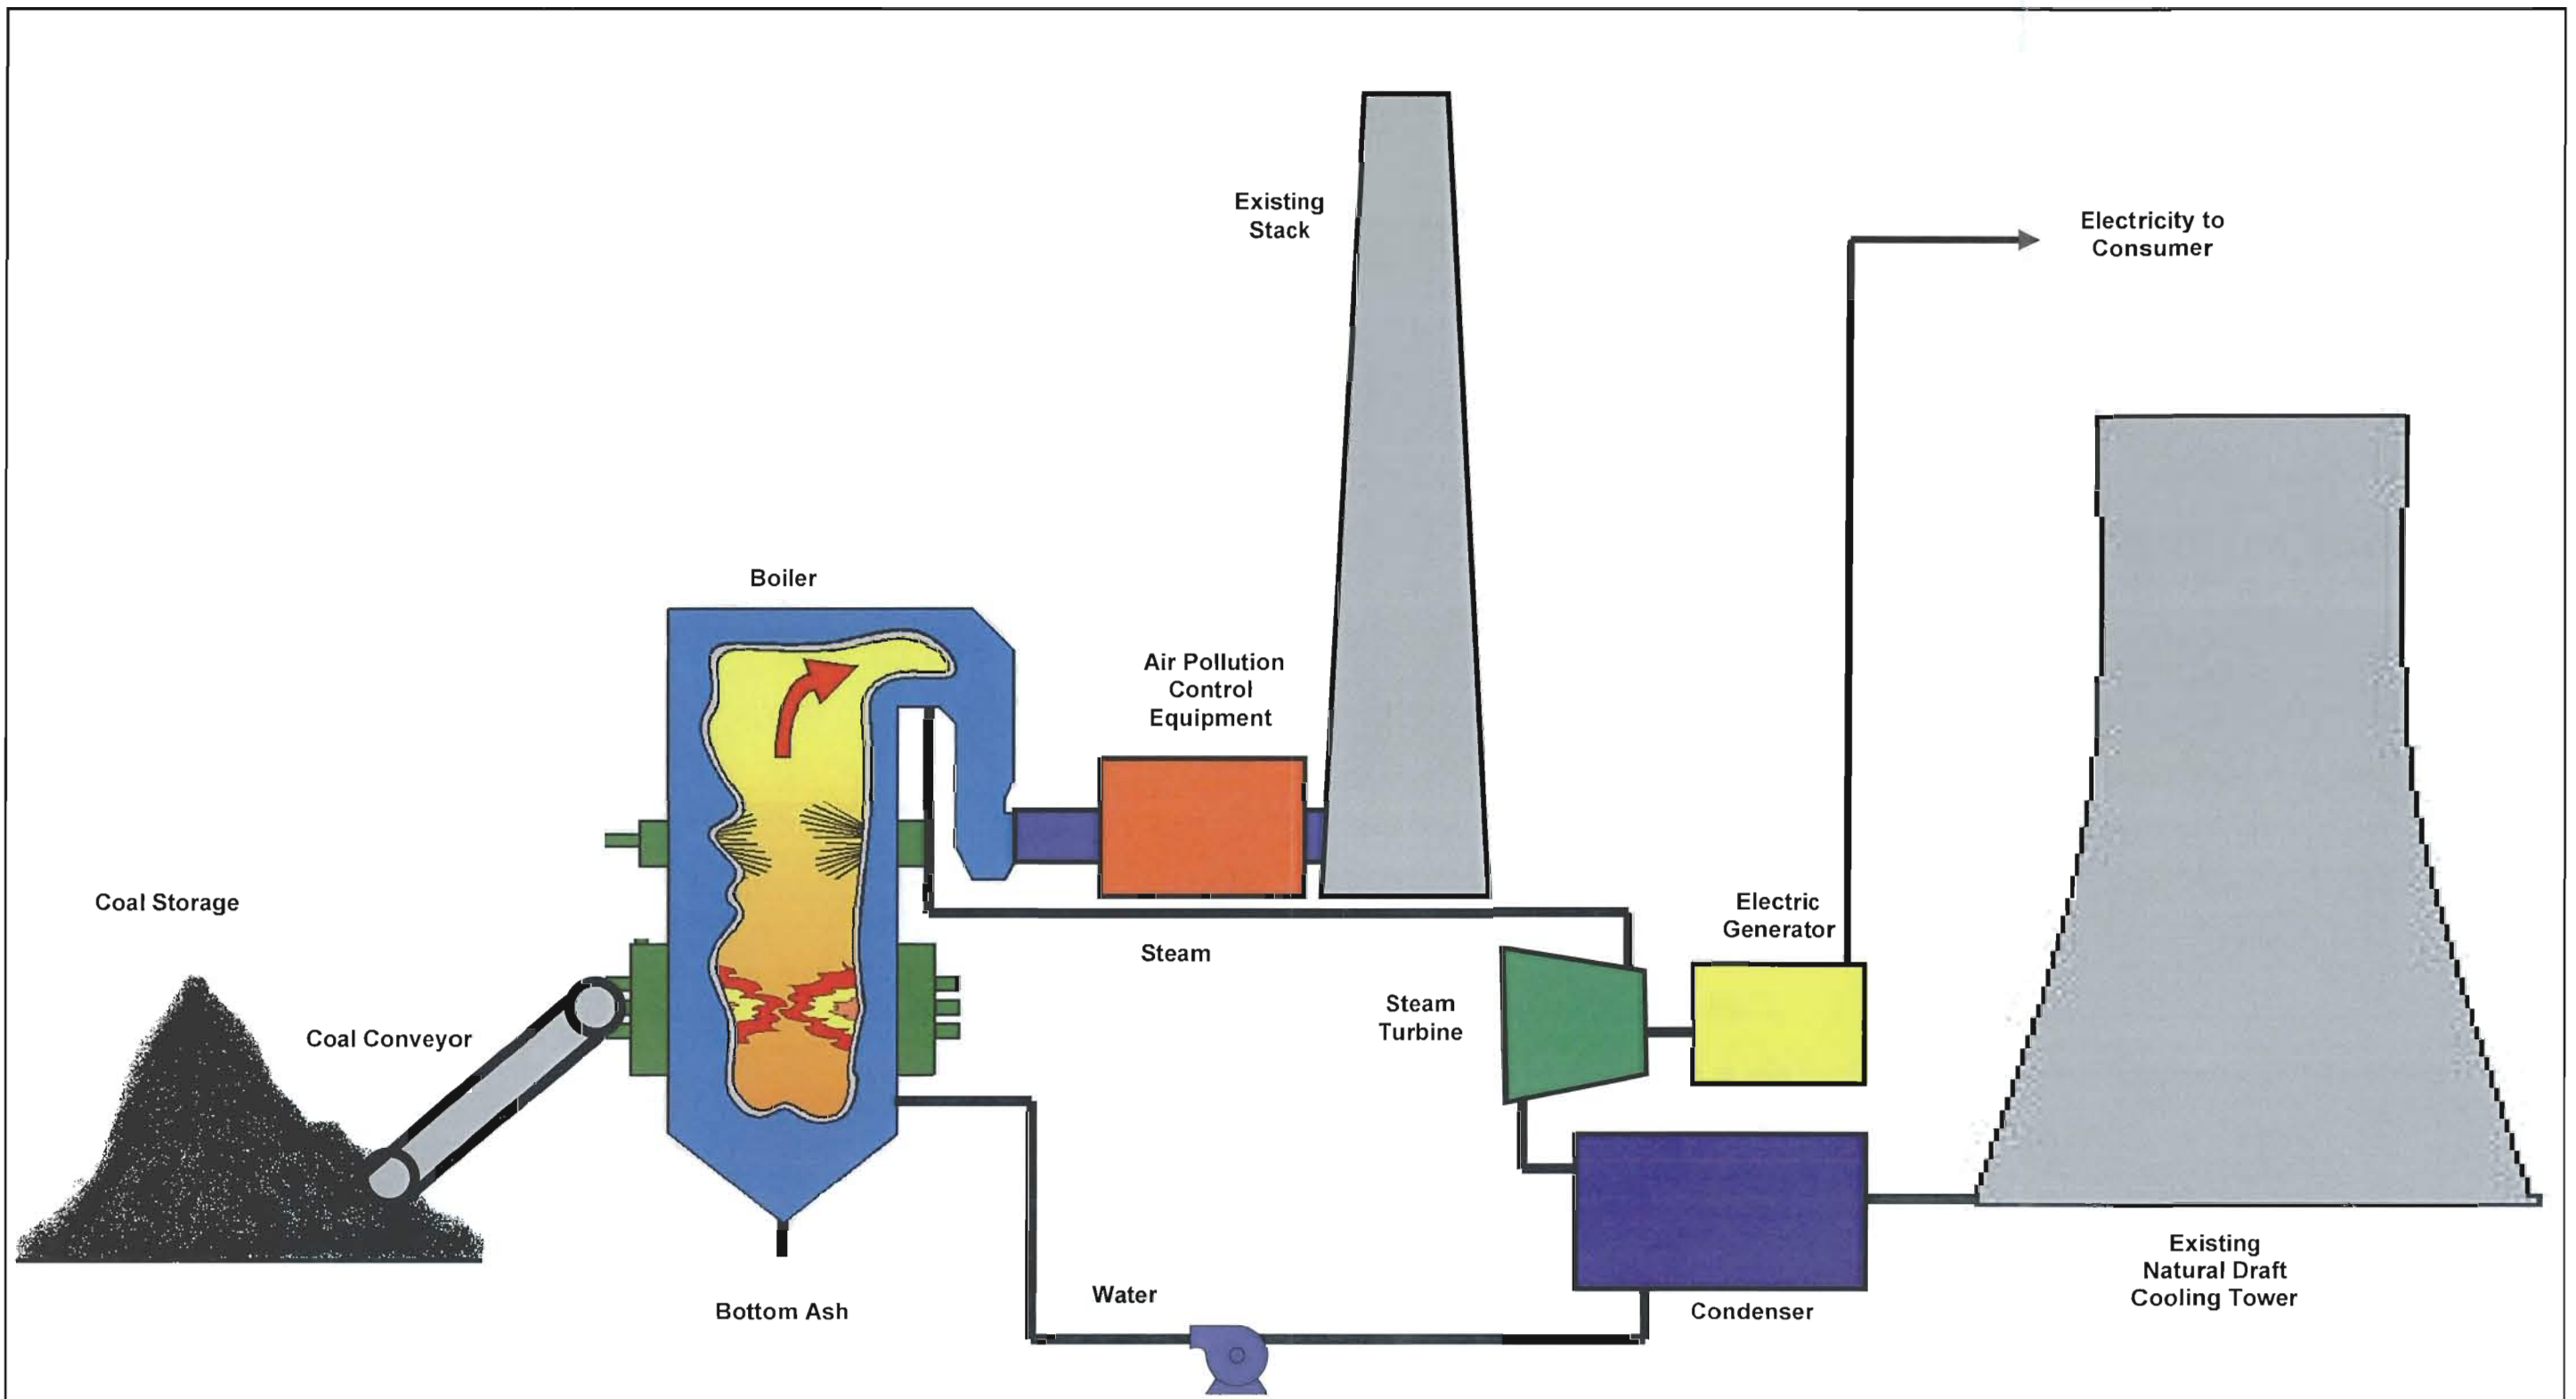 Existing
Stack
Electricity to
Consumer
Boiler
Air Pollution
Control
Equipment
Coal Storage
Electric
Generator
Steam
Steam
Turbine
Coal Conveyor
Water
Bottom Ash
Condenser
Existing
Natural Draft
Cooling Tower